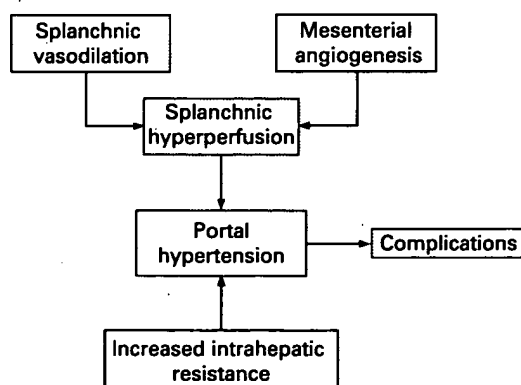 Splanchnic
vasodilation
Mesenterial
angiogenesis
Splanchnic
hyperperfusion
Portal
hypertension
Complications
Increased intrahepatic
resistance